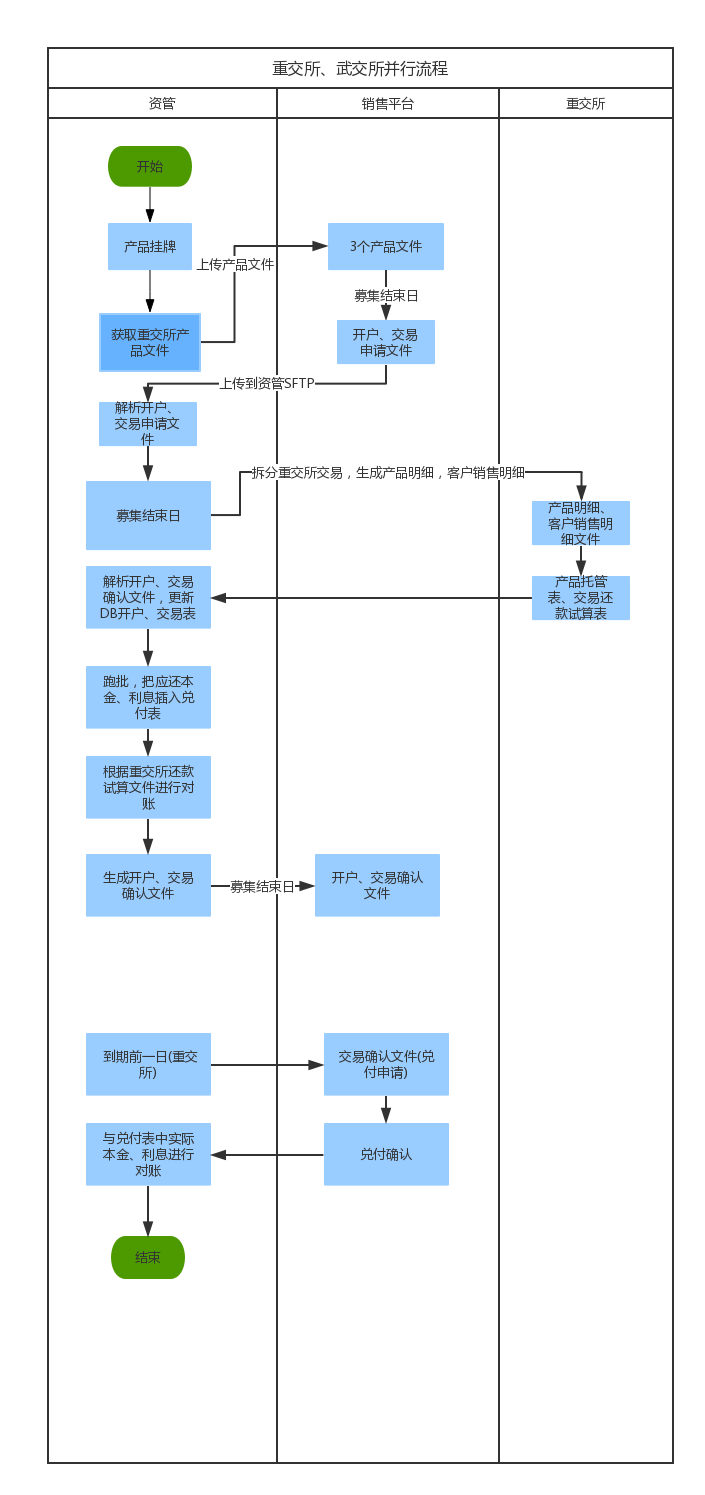 重交所、武交所并行流程
资管
销售平台
重交所
开始
产品挂牌
上传产品文件
3个产品文件
募集结束日
获取重交所产
品文件
开户、交易
申请文件
上传到资管SFTP
解析开户、
交易申请文
件
拆分重交所交易，生成产品明细，客户销售明细
募集结束日
产品明细、
客户销售明
细文件
解析开户、交易
确认文件，更新
DB开户、交易表
产品托管
表、交易还
款试算表
跑批，把应还本
金、利息插入兑
付表
根据重交所还款
试算文件进行对
账
生成开户、交易
确认文件
募集结束日
开户、交易确认
文件
到期前一日(重交
所)
交易确认文件(兑
付申请)
与兑付表中实际
本金、利息进行
对账
兑付确认
结束